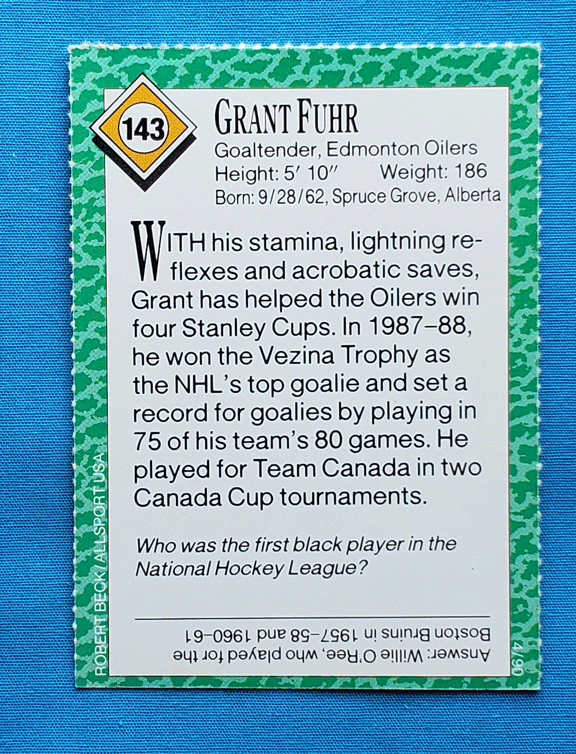 143
GRANT FUHR
Goaltender, Edmonton Oilers
Height: 5′ 10″ Weight: 186
Born: 9/28/62, Spruce Grove, Alberta
WITH his stamina, lightning re-
flexes and acrobatic saves,
Grant has helped the Oilers win
four Stanley Cups. In 1987–88,
he won the Vezina Trophy as
the NHL's top goalie and set a
record for goalies by playing in
75 of his team's 80 games. He
played for Team Canada in two
Canada Cup tournaments.
Who was the first black player in the
National Hockey League?
Answer: Willie O'Ree, who played for the
Boston Bruins in 1957–58 and 1960–61
ROBERT BECK/ALLSPORT USA
4/90